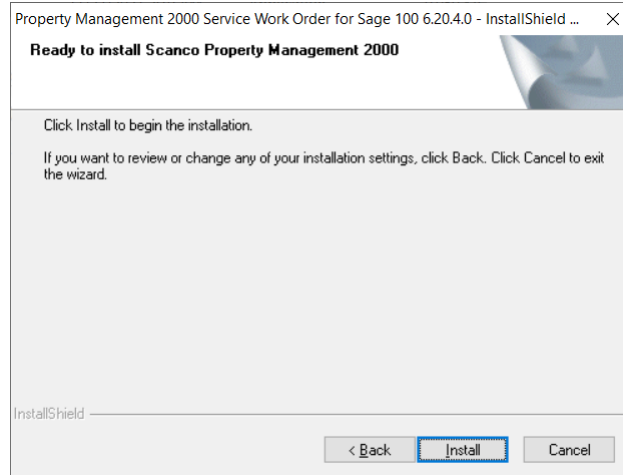 Property Management 2000 Service Work Order for Sage 100 6.20.4.0 - InstallShield ...
Ready to install Scanco Property Management 2000
Click Install to begin the installation.
If you want to review or change any of your installation settings, click Back. Click Cancel to exit
the wizard.
InstallShield
< Back Install Cancel